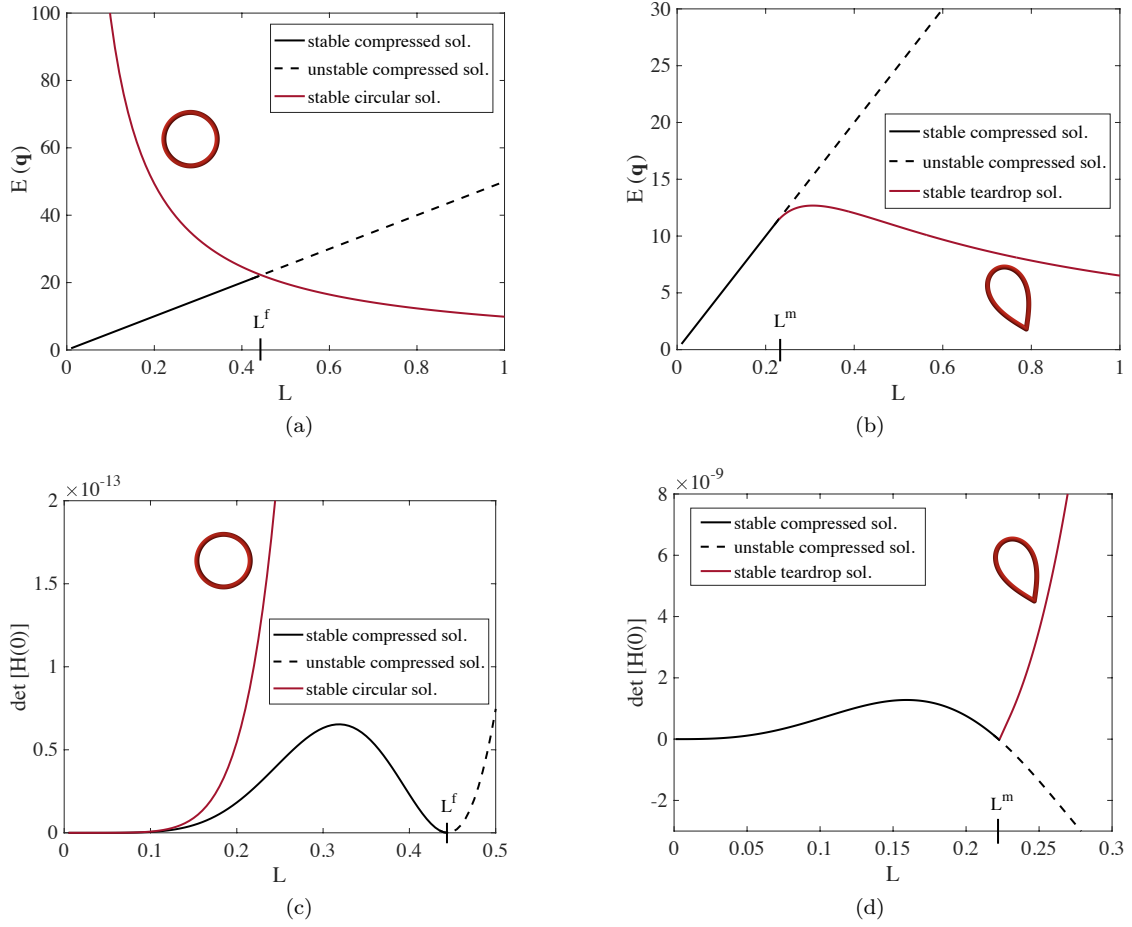 100
80
60
40
20
0
E (q)
stable compressed sol.
unstable compressed sol.
stable circular sol.
L^f
0 0.2 0.4 0.6 0.8 1
L
(a)
30
25
20
15
10
5
0
E (q)
stable compressed sol.
unstable compressed sol.
stable teardrop sol.
L^m
0 0.2 0.4 0.6 0.8 1
L
(b)
×10^-13
2
1.5
1
0.5
0
det [H(0)]
stable compressed sol.
unstable compressed sol.
stable circular sol.
L^f
0 0.1 0.2 0.3 0.4 0.5
L
(c)
×10^-9
8
6
4
2
0
-2
det [H(0)]
stable compressed sol.
unstable compressed sol.
stable teardrop sol.
L^m
0 0.05 0.1 0.15 0.2 0.25 0.3
L
(d)